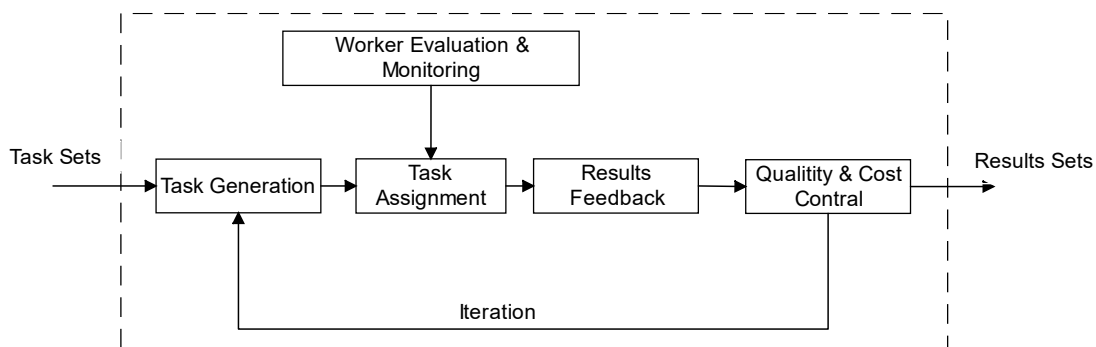 Worker Evaluation &
Monitoring
Task Sets
Task Generation
Task
Assignment
Results
Feedback
Qualitity & Cost
Contral
Results Sets
Iteration